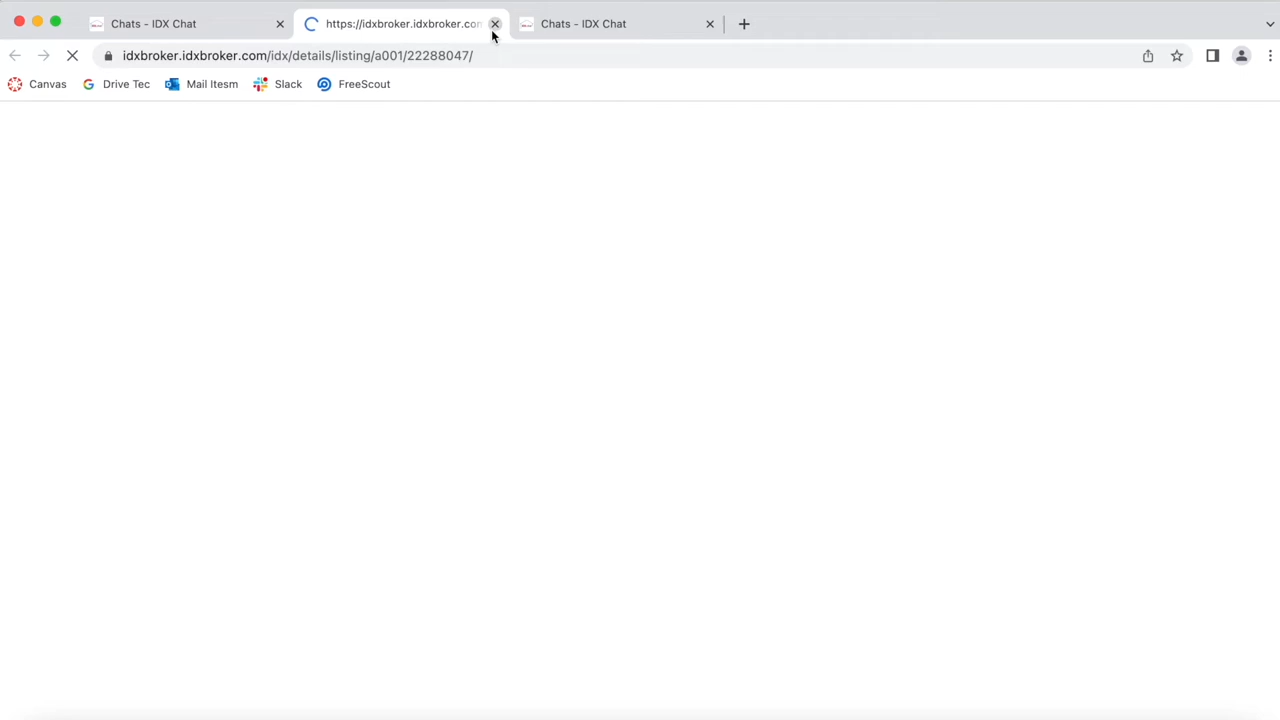 Chats - IDX Chat
https://idxbroker.idxbroker.com
Chats - IDX Chat
idxbroker.idxbroker.com/idx/details/listing/a001/22288047/
Canvas
Drive Tec
Mail Itesm
Slack
FreeScout